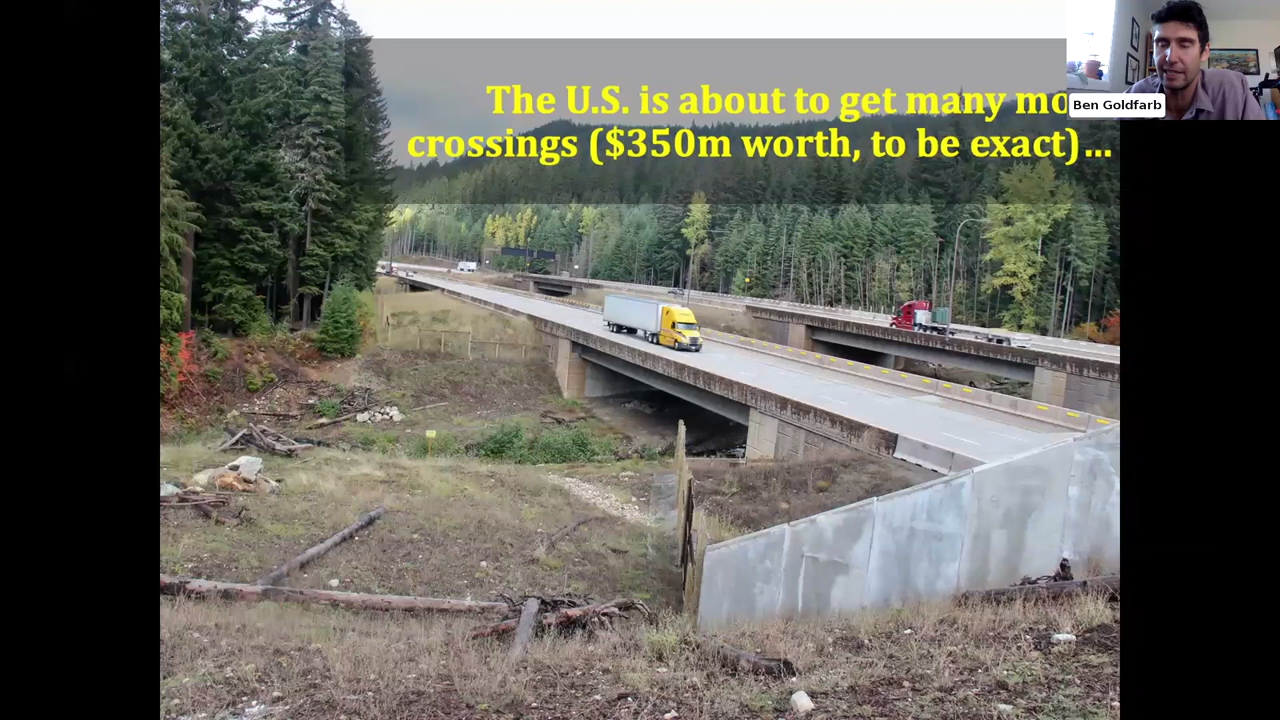 The U.S. is about to get many mo
crossings ($350m worth, to be exact)...
Ben Goldfarb